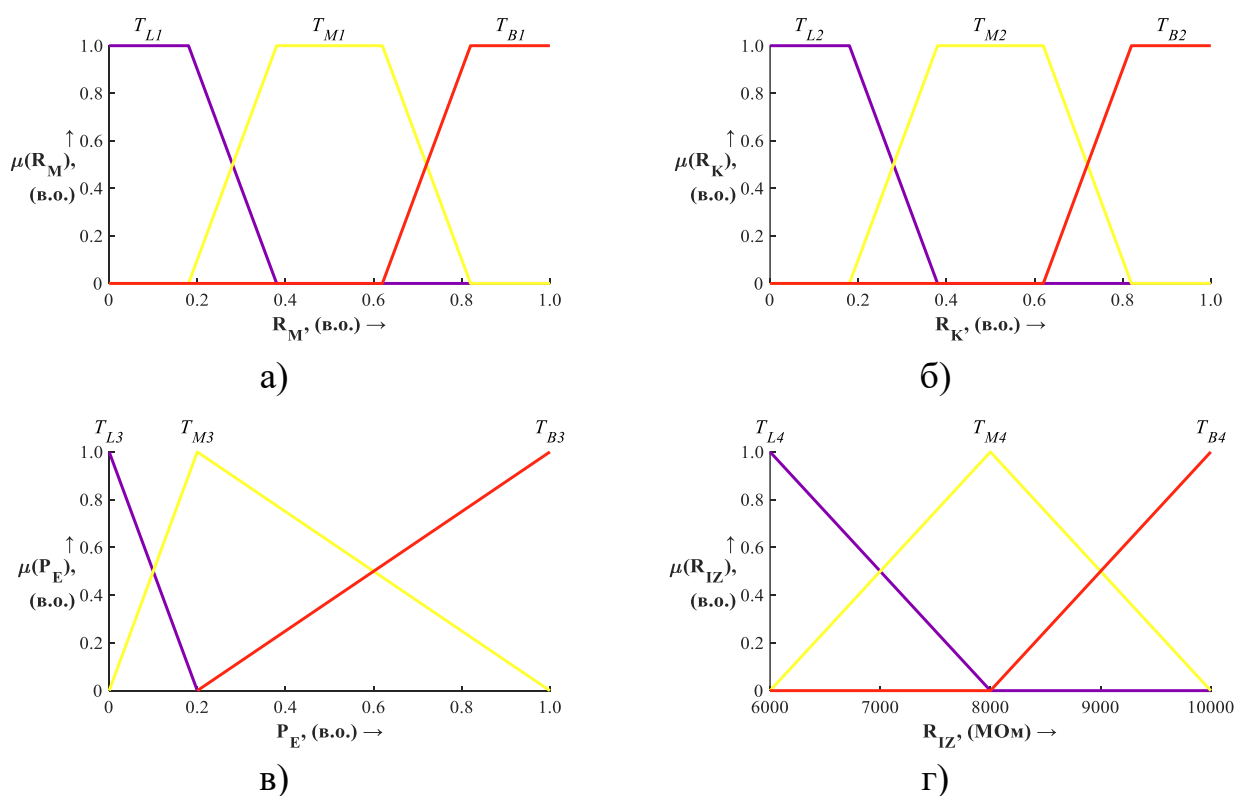 T_L1 T_M1 T_B1
1.0
0.8
0.6
0.4
0.2
0
μ(R_M), ↑
(в.о.)
0 0.2 0.4 0.6 0.8 1.0
R_M, (в.о.) →
а)
T_L2 T_M2 T_B2
1.0
0.8
0.6
0.4
0.2
0
μ(R_K), ↑
(в.о.)
0 0.2 0.4 0.6 0.8 1.0
R_K, (в.о.) →
б)
T_L3 T_M3 T_B3
1.0
0.8
0.6
0.4
0.2
0
μ(P_E), ↑
(в.о.)
0 0.2 0.4 0.6 0.8 1.0
P_E, (в.о.) →
в)
T_L4 T_M4 T_B4
1.0
0.8
0.6
0.4
0.2
0
μ(R_IZ), ↑
(в.о.)
6000 7000 8000 9000 10000
R_IZ, (МОм) →
г)